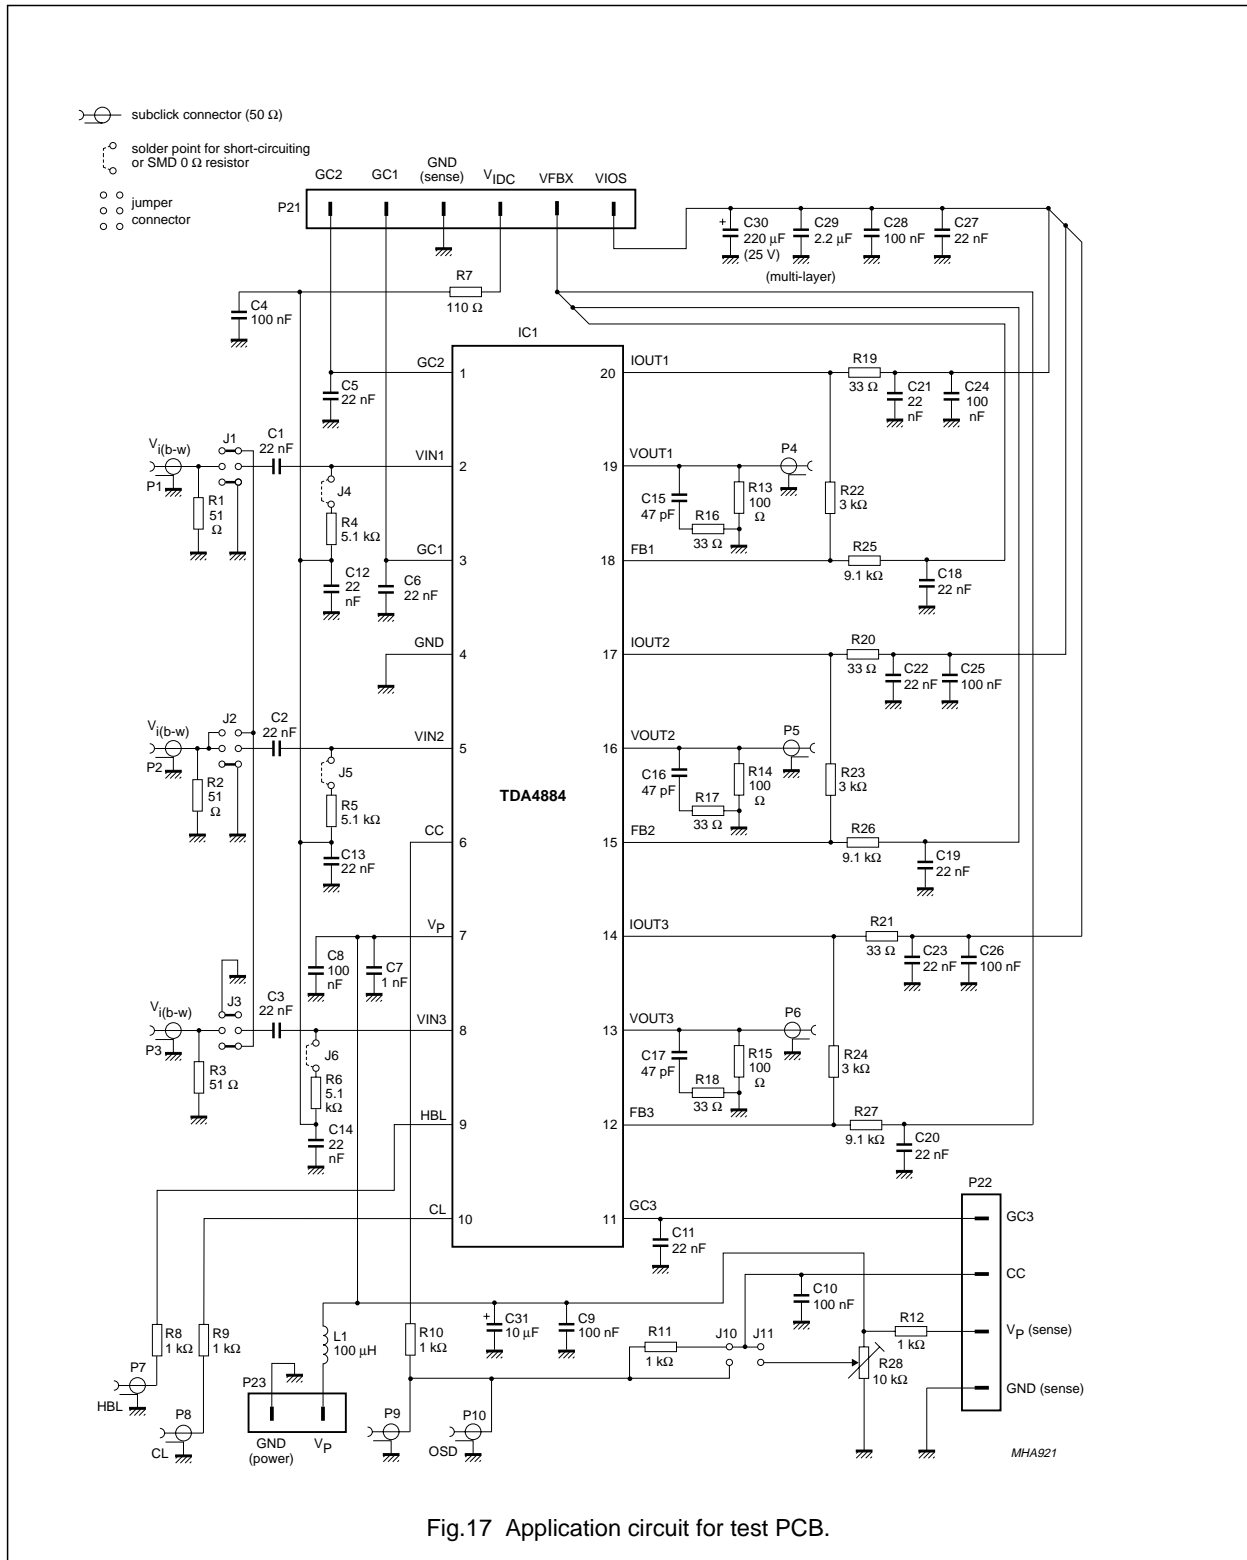 subclick connector (50 Ω)
solder point for short-circuiting
or SMD 0 Ω resistor
jumper
connector
GC2
GC1
GND
(sense)
VIDC
VFBX
VIOS
P21
C30
220 µF
(25 V)
+
C29
2.2 µF
C28
100 nF
C27
22 nF
(multi-layer)
R7
110 Ω
C4
100 nF
IC1
GC2
1
C5
22 nF
20
IOUT1
R19
33 Ω
C21
22
nF
C24
100
nF
Vi(b-w)
P1
J1
C1
22 nF
R1
51
Ω
VIN1
2
J4
R4
5.1 kΩ
19
VOUT1
P4
C15
47 pF
R13
100
Ω
R16
33 Ω
R22
3 kΩ
GC1
3
C12
22
nF
C6
22 nF
18
FB1
R25
9.1 kΩ
C18
22 nF
GND
4
17
IOUT2
R20
33 Ω
C22
22 nF
C25
100 nF
Vi(b-w)
P2
J2
C2
22 nF
R2
51
Ω
VIN2
5
J5
R5
5.1 kΩ
TDA4884
16
VOUT2
P5
C16
47 pF
R14
100
Ω
R17
33 Ω
R23
3 kΩ
CC
6
C13
22 nF
15
FB2
R26
9.1 kΩ
C19
22 nF
VP
7
C8
100
nF
C7
1 nF
14
IOUT3
R21
33 Ω
C23
22 nF
C26
100 nF
Vi(b-w)
P3
J3
C3
22 nF
R3
51 Ω
VIN3
8
J6
R6
5.1
kΩ
13
VOUT3
P6
C17
47 pF
R15
100
Ω
R18
33 Ω
R24
3 kΩ
HBL
9
C14
22
nF
12
FB3
R27
9.1 kΩ
C20
22 nF
CL
10
11
GC3
C11
22 nF
P22
GC3
CC
VP (sense)
GND (sense)
C10
100 nF
R12
1 kΩ
R28
10 kΩ
R8
1 kΩ
R9
1 kΩ
L1
100 µH
R10
1 kΩ
+
C31
10 µF
C9
100 nF
R11
1 kΩ
J10
J11
P7
HBL
P8
CL
P23
GND
(power)
VP
P9
P10
OSD
MHA921
Fig.17 Application circuit for test PCB.